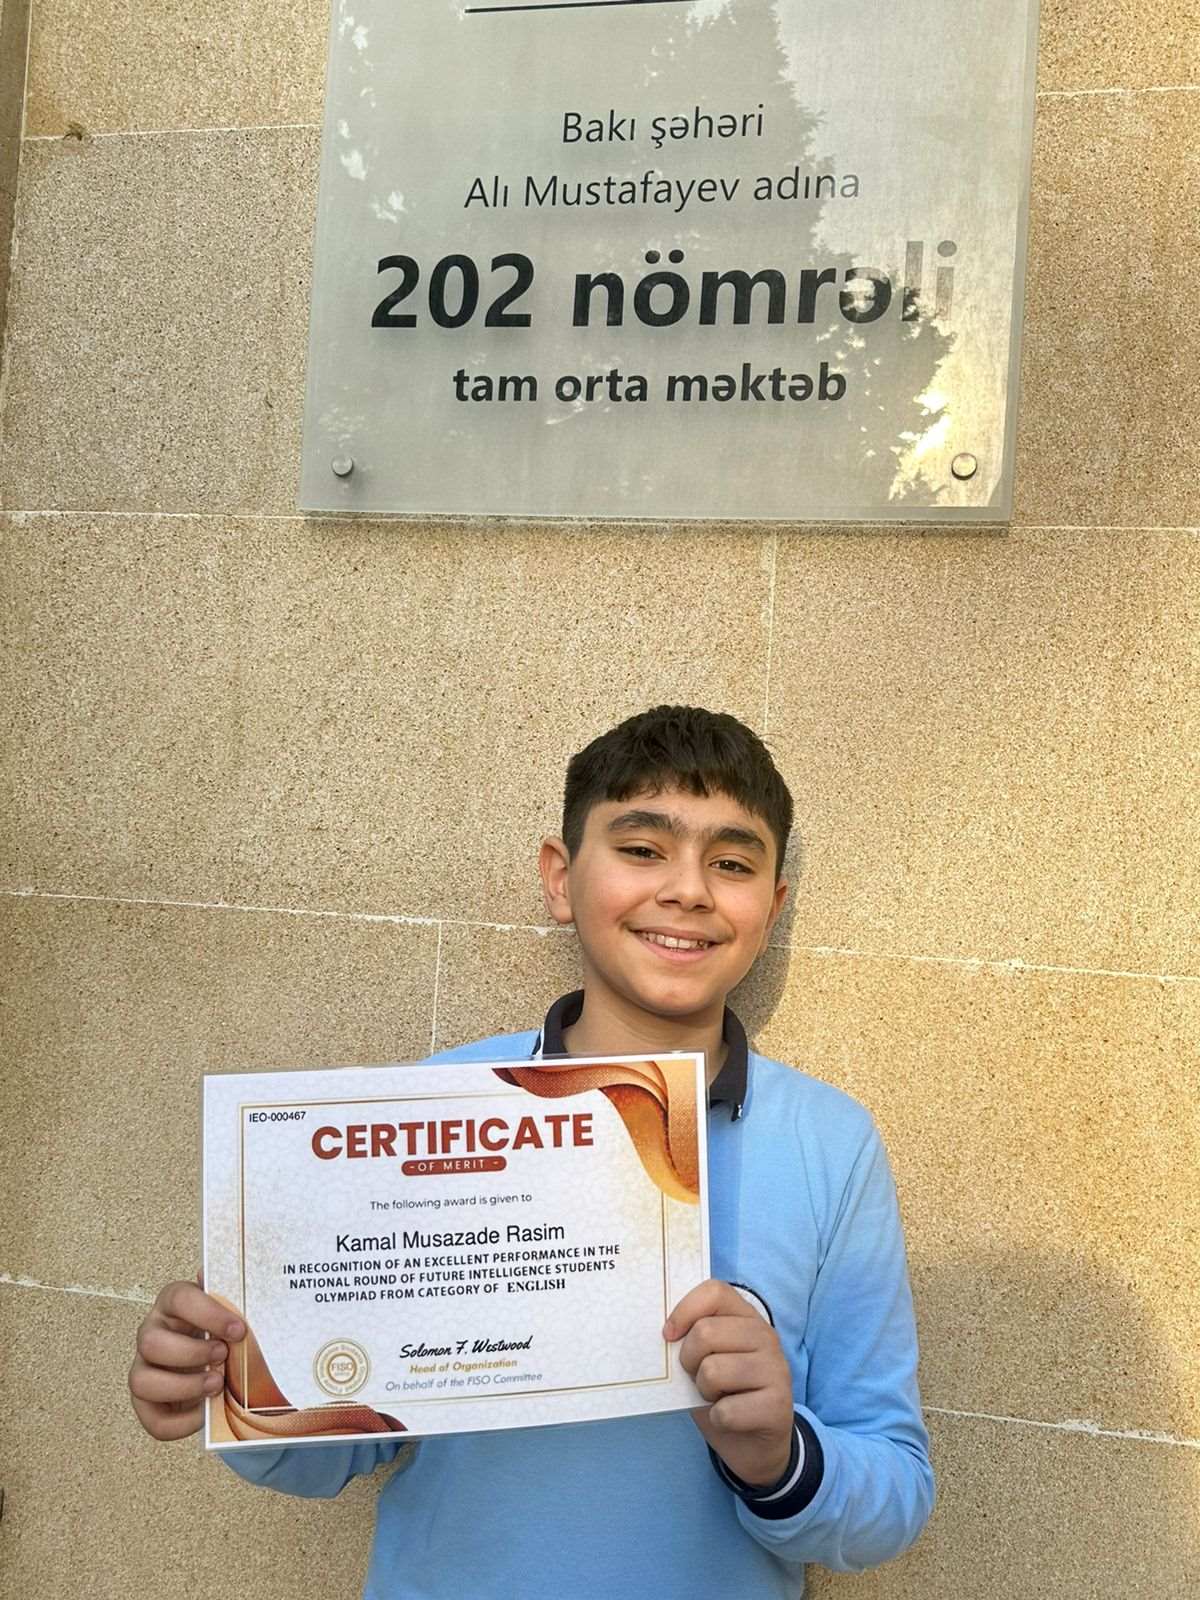 Bakı şəhəri
Alı Mustafayev adına
202 nömrəli
tam orta məktəb
IEO-000467
CERTIFICATE
-OF MERIT -
The following award is given to
Kamal Musazade Rasim
IN RECOGNITION OF AN EXCELLENT PERFORMANCE IN THE
NATIONAL ROUND OF FUTURE INTELLIGENCE STUDENTS
OLYMPIAD FROM CATEGORY OF ENGLISH
FISO
Solomon F. Westwood
Head of Organization
On behalf of the FISO Committee